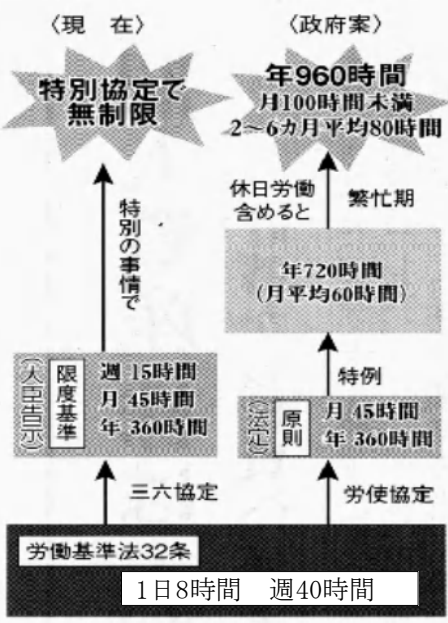 〈現 在〉
特別協定で
無制限
特別の事情で
(大臣告示)
限度基準
週 15時間
月 45時間
年 360時間
三六協定
〈政府案〉
年960時間
月100時間未満
2～6カ月平均80時間
休日労働
含めると
繁忙期
年720時間
(月平均60時間)
特例
(法定)
原則
月 45時間
年 360時間
労使協定
労働基準法32条
1日8時間 週40時間